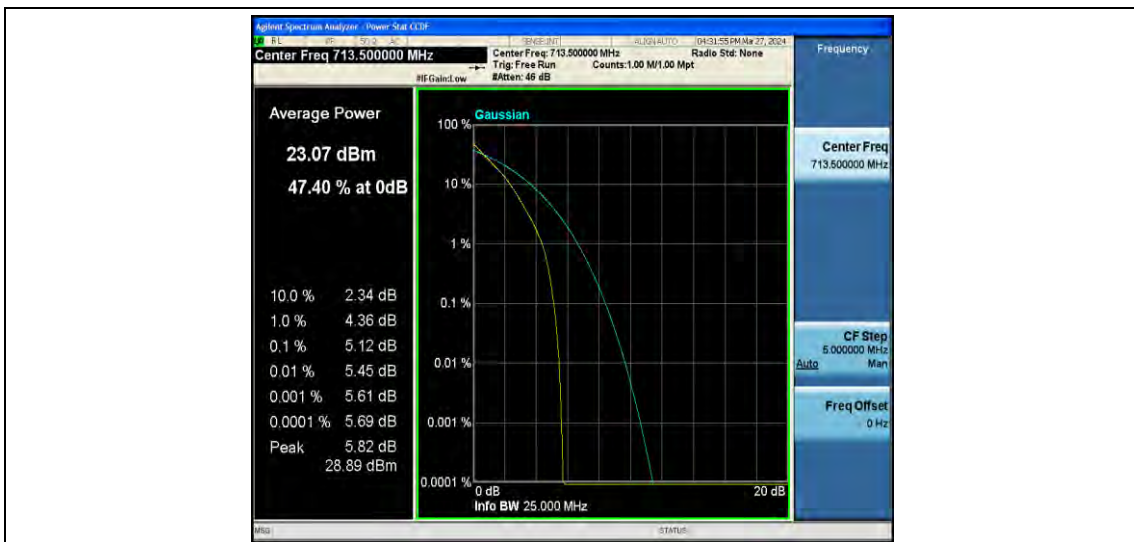 Agilent Spectrum Analyzer - Power Stat CCDF
RL RF 50 Ω AC SENSE:INT ALIGN AUTO 04:31:55 PM Mar 27, 2024
Center Freq 713.500000 MHz
Center Freq: 713.500000 MHz Radio Std: None
Trig: Free Run Counts:1.00 M/1.00 Mpt
#IFGain:Low #Atten: 46 dB
Frequency
Average Power
23.07 dBm
47.40 % at 0dB
10.0 % 2.34 dB
1.0 % 4.36 dB
0.1 % 5.12 dB
0.01 % 5.45 dB
0.001 % 5.61 dB
0.0001 % 5.69 dB
Peak 5.82 dB
28.89 dBm
Gaussian
100 %
10 %
1 %
0.1 %
0.01 %
0.001 %
0.0001 %
0 dB 20 dB
Info BW 25.000 MHz
Center Freq
713.500000 MHz
CF Step
5.000000 MHz
Auto Man
Freq Offset
0 Hz
MSG STATUS